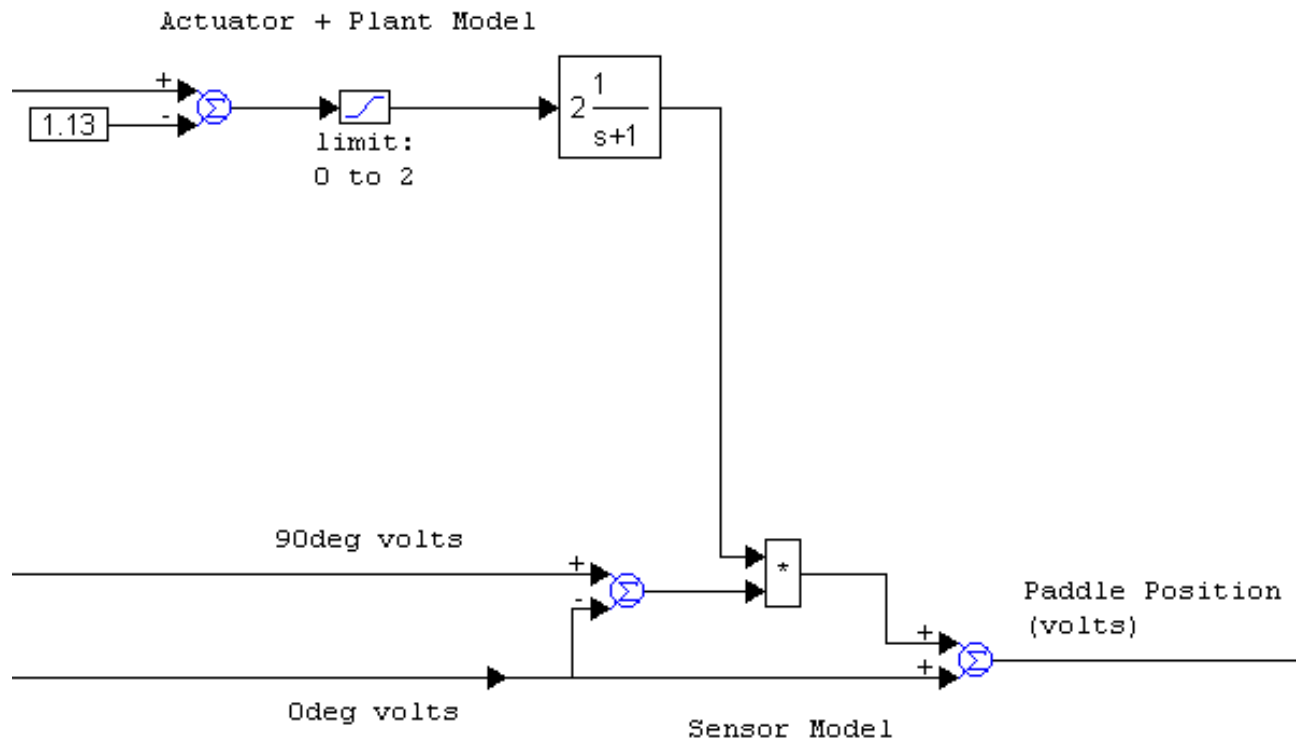 Actuator + Plant Model
+
1.13
-
Σ
limit:
0 to 2
2 1
s+1
90deg volts
+
-
Σ
*
Paddle Position
(volts)
+
+
Σ
0deg volts
Sensor Model